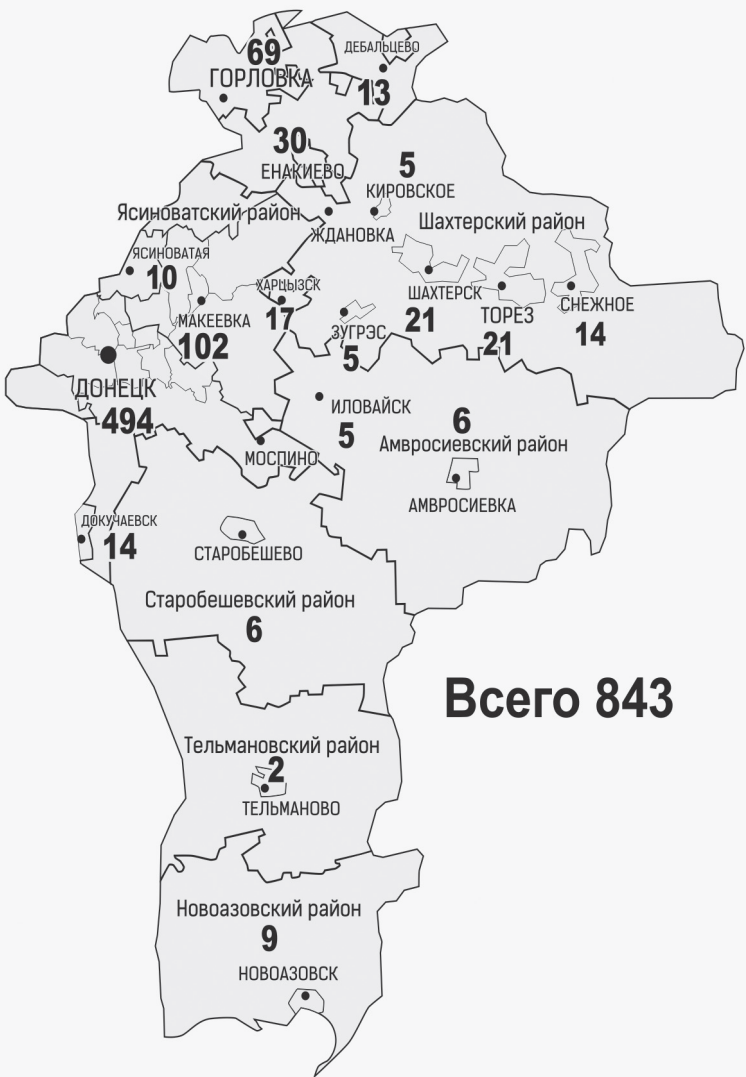 69
ГОРЛОВКА
ДЕБАЛЬЦЕВО
13
30
ЕНАКИЕВО
5
КИРОВСКОЕ
Ясиноватский район
ЖДАНОВКА
Шахтерский район
ЯСИНОВАТАЯ
10
МАКЕЕВКА
102
ХАРЦЫЗСК
17
ЗУГРЭС
5
ШАХТЕРСК
21
ТОРЕЗ
21
СНЕЖНОЕ
14
ДОНЕЦК
494
ИЛОВАЙСК
5
6
Амвросиевский район
АМВРОСИЕВКА
МОСПИНО
ДОКУЧАЕВСК
14
СТАРОБЕШЕВО
Старобешевский район
6
Всего 843
Тельмановский район
2
ТЕЛЬМАНОВО
Новоазовский район
9
НОВОАЗОВСК